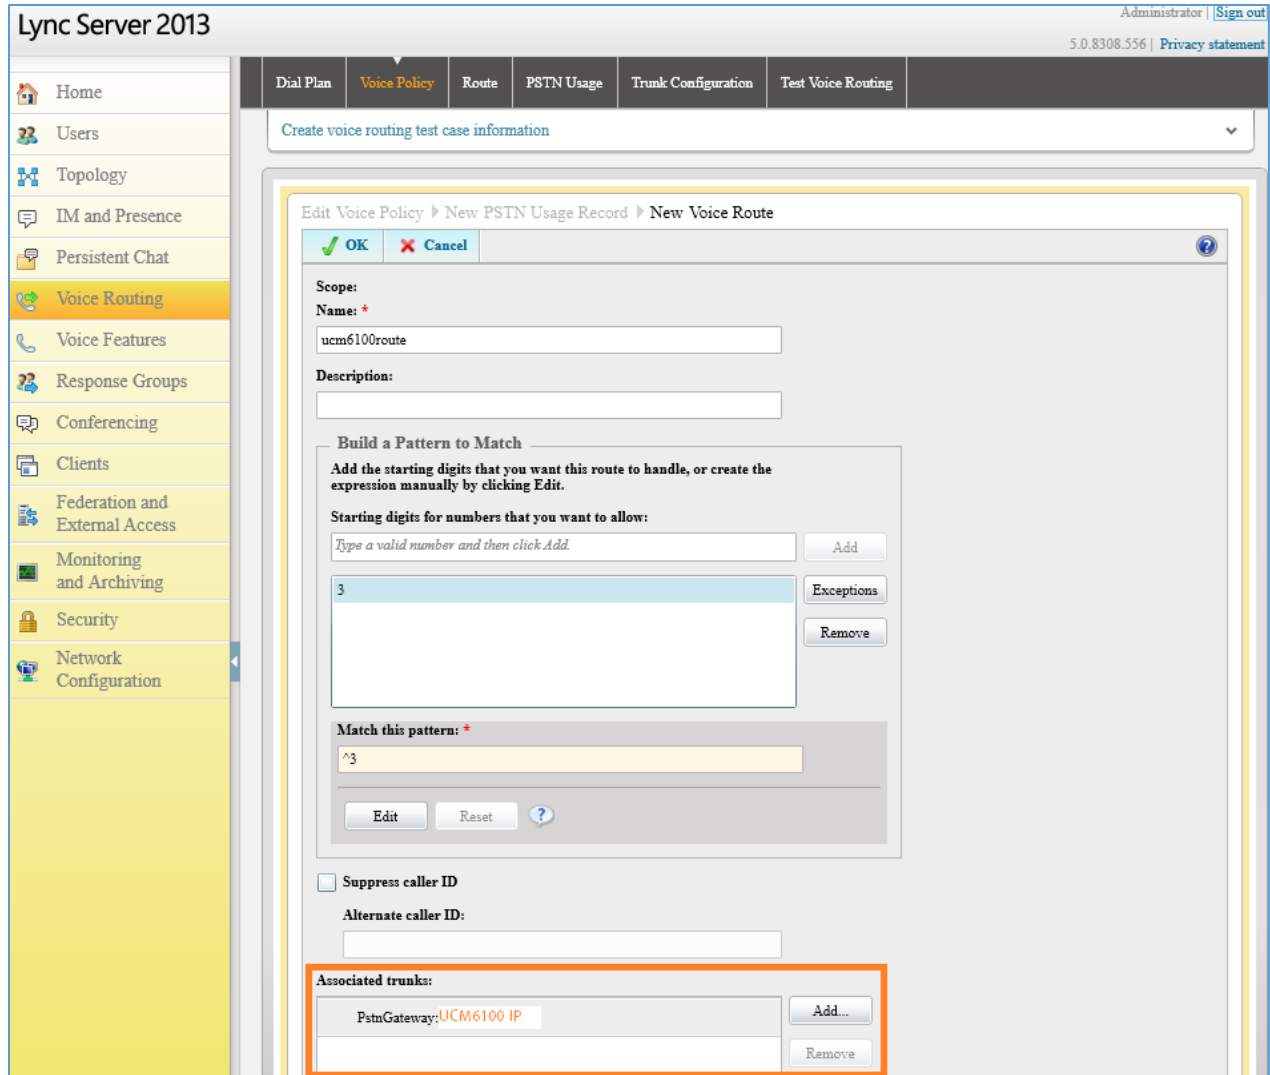 Lync Server 2013
Administrator | Sign out
5.0.8308.556 | Privacy statement
Home
Users
Topology
IM and Presence
Persistent Chat
Voice Routing
Voice Features
Response Groups
Conferencing
Clients
Federation and
External Access
Monitoring
and Archiving
Security
Network
Configuration
Dial Plan
Voice Policy
Route
PSTN Usage
Trunk Configuration
Test Voice Routing
Create voice routing test case information
Edit Voice Policy New PSTN Usage Record New Voice Route
OK
Cancel
Scope:
Name: *
ucm6100route
Description:
Build a Pattern to Match
Add the starting digits that you want this route to handle, or create the
expression manually by clicking Edit.
Starting digits for numbers that you want to allow:
Type a valid number and then click Add.
Add
3
Exceptions
Remove
Match this pattern: *
^3
Edit
Reset
Suppress caller ID
Alternate caller ID:
Associated trunks:
PstnGateway:UCM6100 IP
Add...
Remove